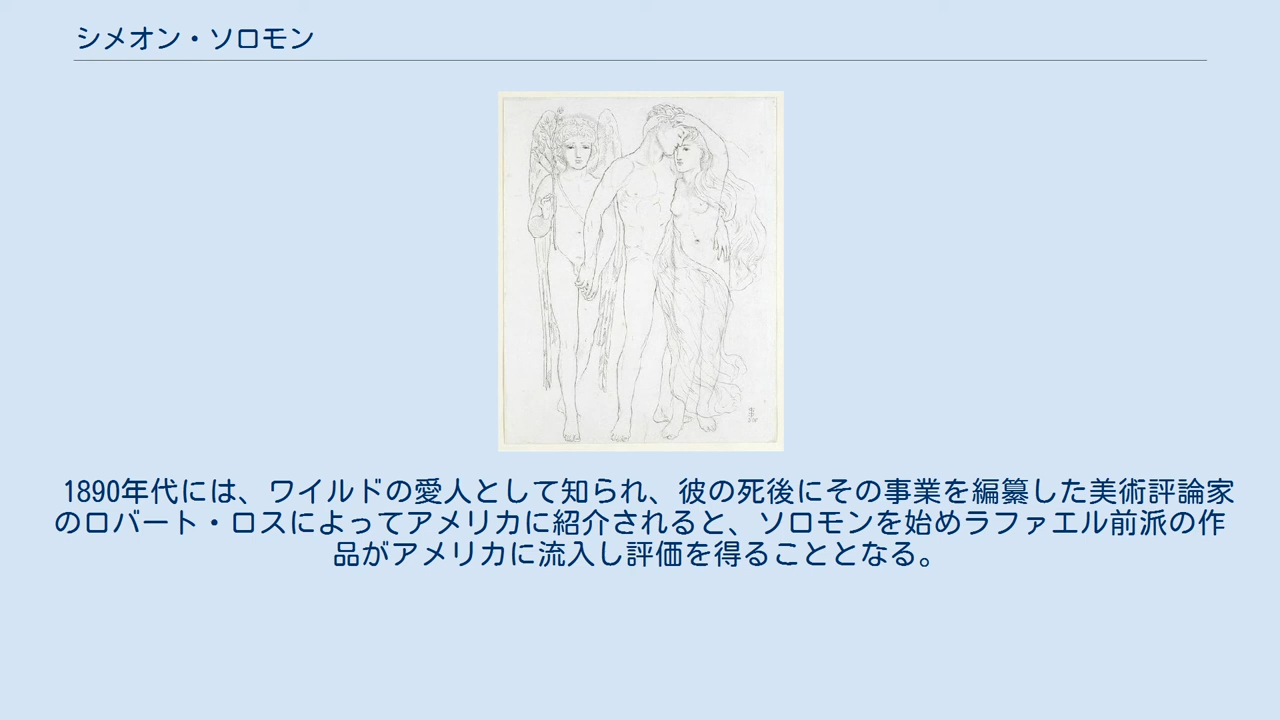 シメオン・ソロモン
1890年代には、ワイルドの愛人として知られ、彼の死後にその事業を編纂した美術評論家
のロバート・ロスによってアメリカに紹介されると、ソロモンを始めラファエル前派の作
品がアメリカに流入し評価を得ることとなる。